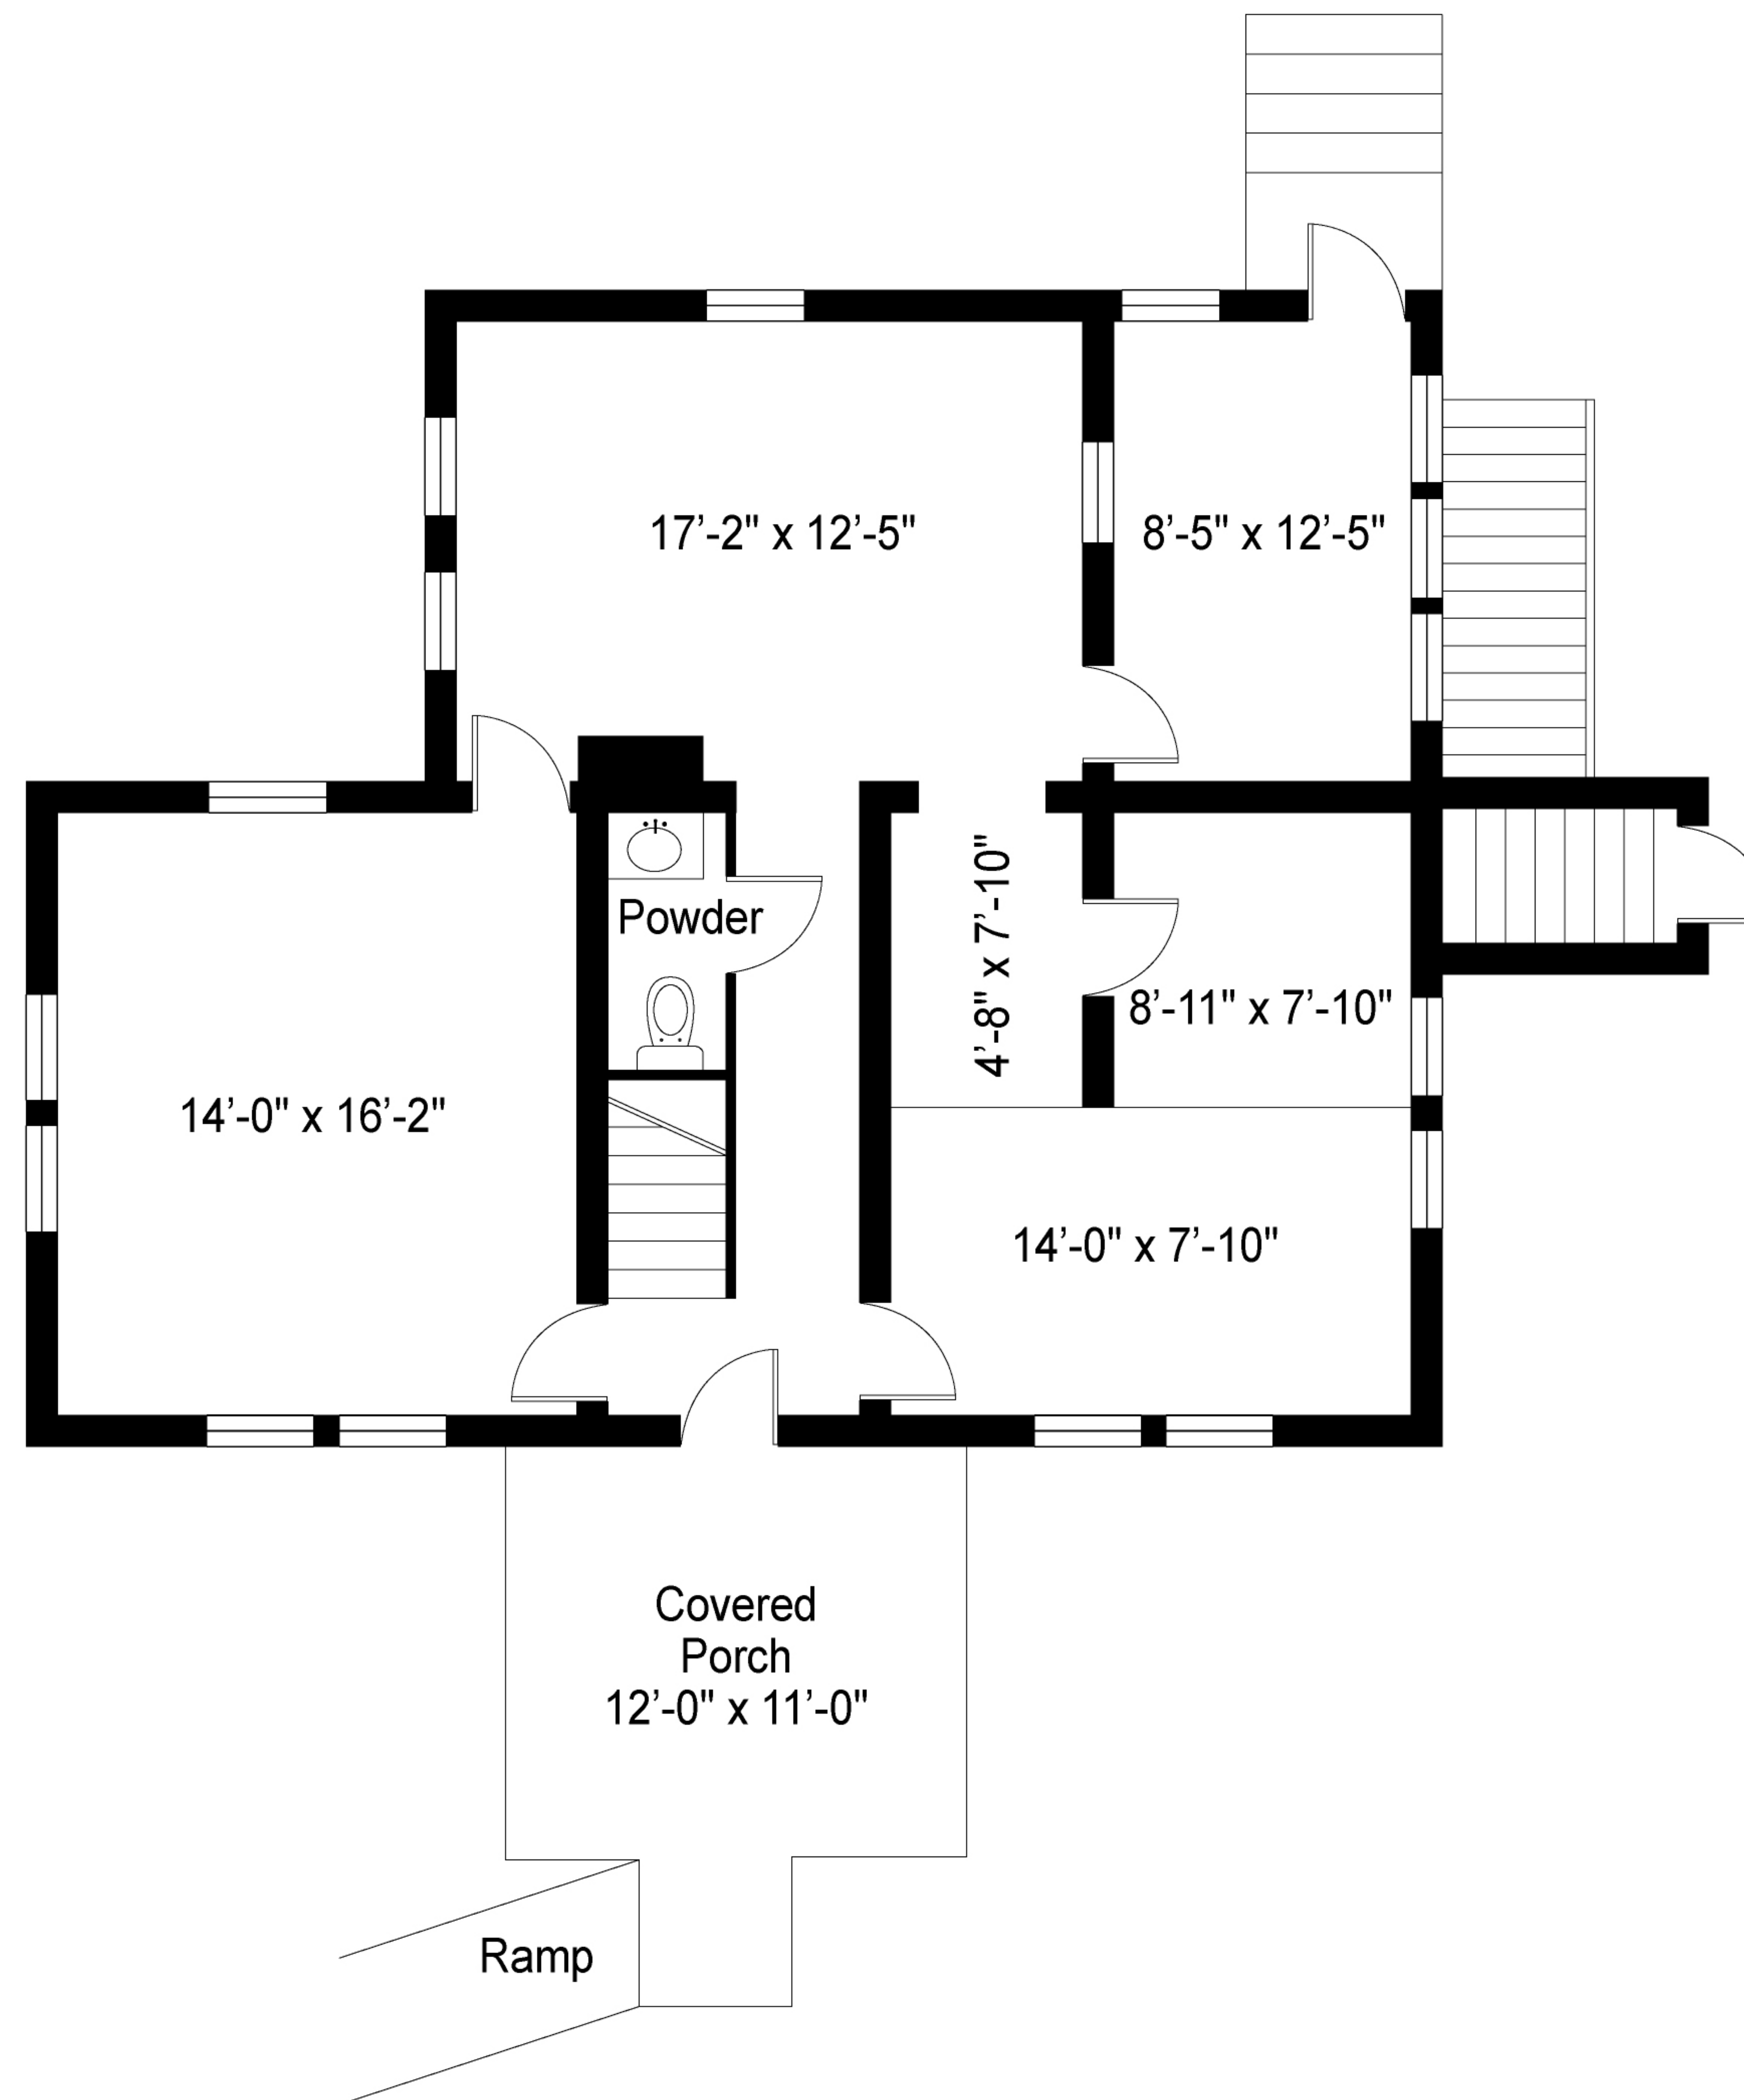 17’-2" x 12’-5"
8’-5" x 12’-5"
Powder
4’-8" x 7’-10"
8’-11" x 7’-10"
14’-0" x 16’-2"
14’-0" x 7’-10"
Covered
Porch
12’-0" x 11’-0"
Ramp